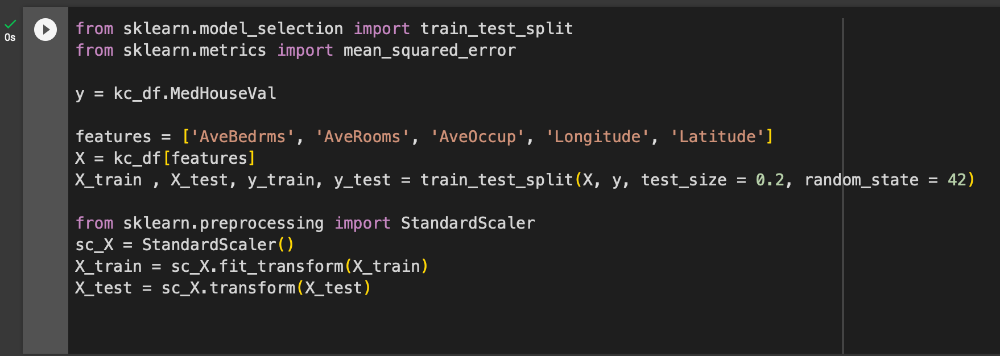 0s
from sklearn.model_selection import train_test_split
from sklearn.metrics import mean_squared_error
y = kc_df.MedHouseVal
features = ['AveBedrms', 'AveRooms', 'AveOccup', 'Longitude', 'Latitude']
X = kc_df[features]
X_train , X_test, y_train, y_test = train_test_split(X, y, test_size = 0.2, random_state = 42)
from sklearn.preprocessing import StandardScaler
sc_X = StandardScaler()
X_train = sc_X.fit_transform(X_train)
X_test = sc_X.transform(X_test)